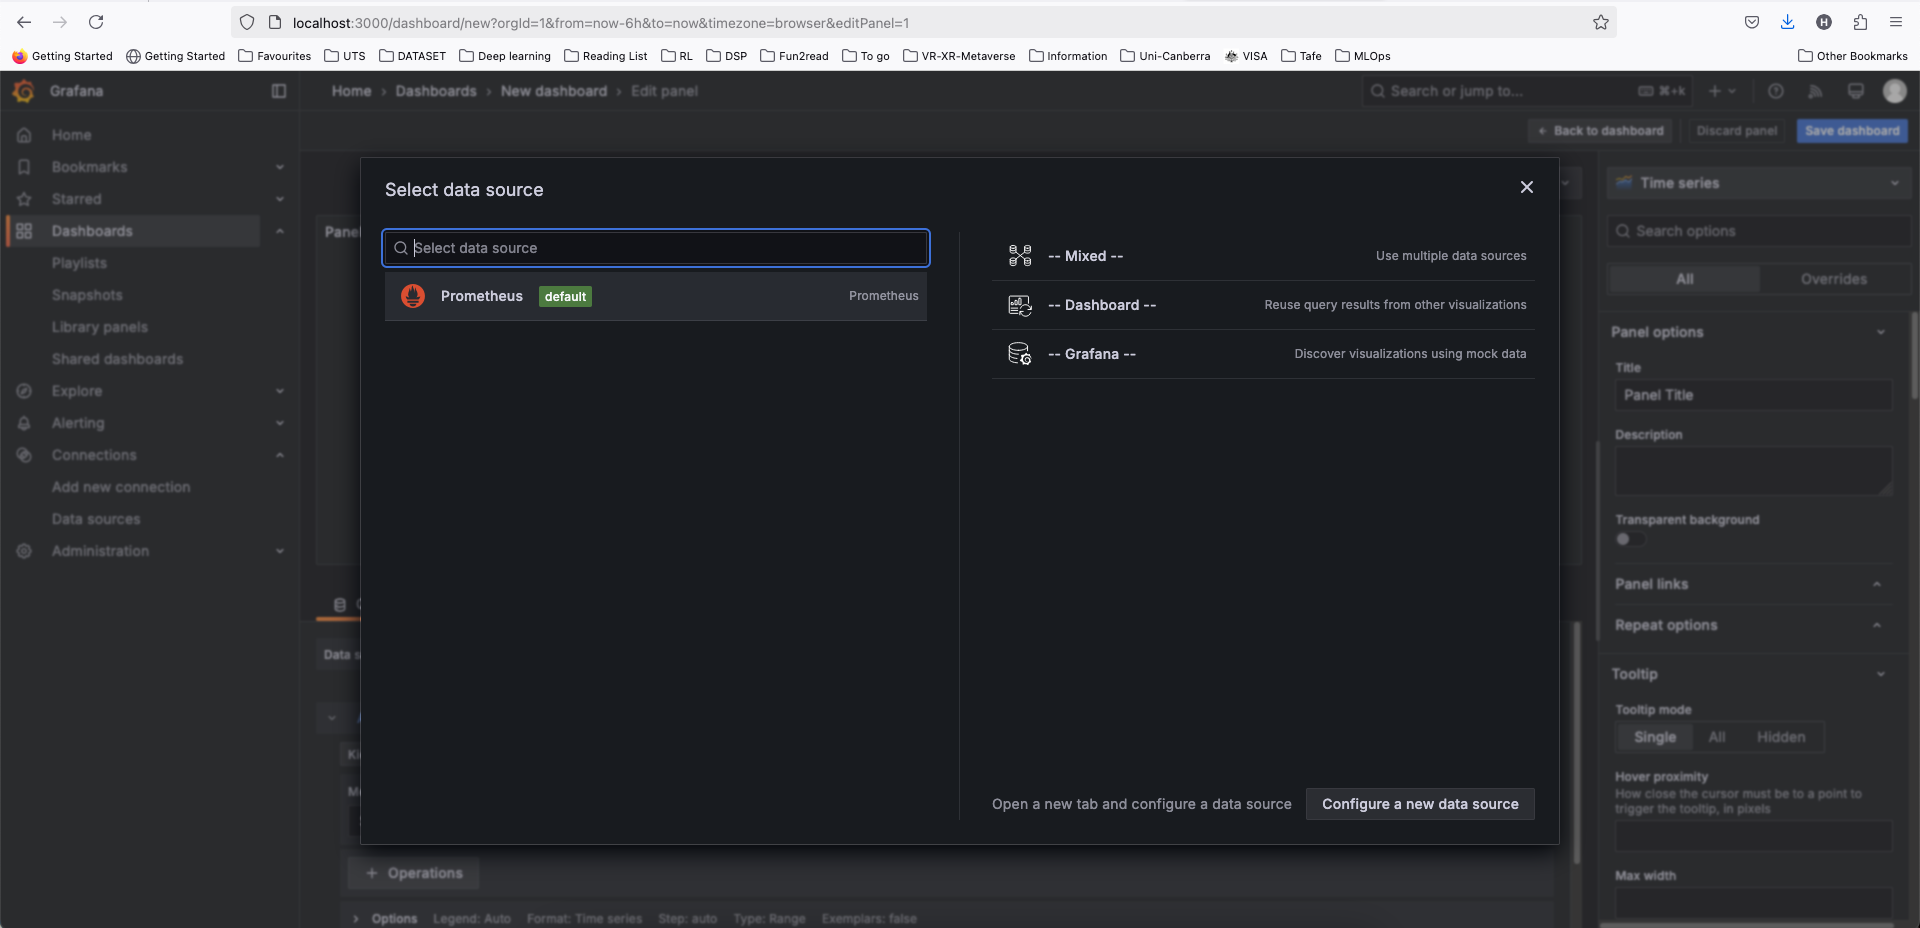 localhost:3000/dashboard/new?orgId=1&from=now-6h&to=now&timezone=browser&editPanel=1
H
Getting Started Getting Started Favourites UTS DATASET Deep learning Reading List RL DSP Fun2read To go VR-XR-Metaverse Information Uni-Canberra VISA Tafe MLOps Other Bookmarks
Grafana
Home › Dashboards › New dashboard › Edit panel
Search or jump to... ⌘+k
Home
Bookmarks
Starred
Dashboards
Playlists
Snapshots
Library panels
Shared dashboards
Explore
Alerting
Connections
Add new connection
Data sources
Administration
Back to dashboard Discard panel Save dashboard
Select data source
Select data source
Prometheus default Prometheus
-- Mixed -- Use multiple data sources
-- Dashboard -- Reuse query results from other visualizations
-- Grafana -- Discover visualizations using mock data
Open a new tab and configure a data source Configure a new data source
+ Operations
Options Legend: Auto Format: Time series Step: auto Type: Range Exemplars: false
Time series
Search options
All Overrides
Panel options
Title
Panel Title
Description
Transparent background
Panel links
Repeat options
Tooltip
Tooltip mode
Single All Hidden
Hover proximity
How close the cursor must be to a point to
trigger the tooltip, in pixels
Max width